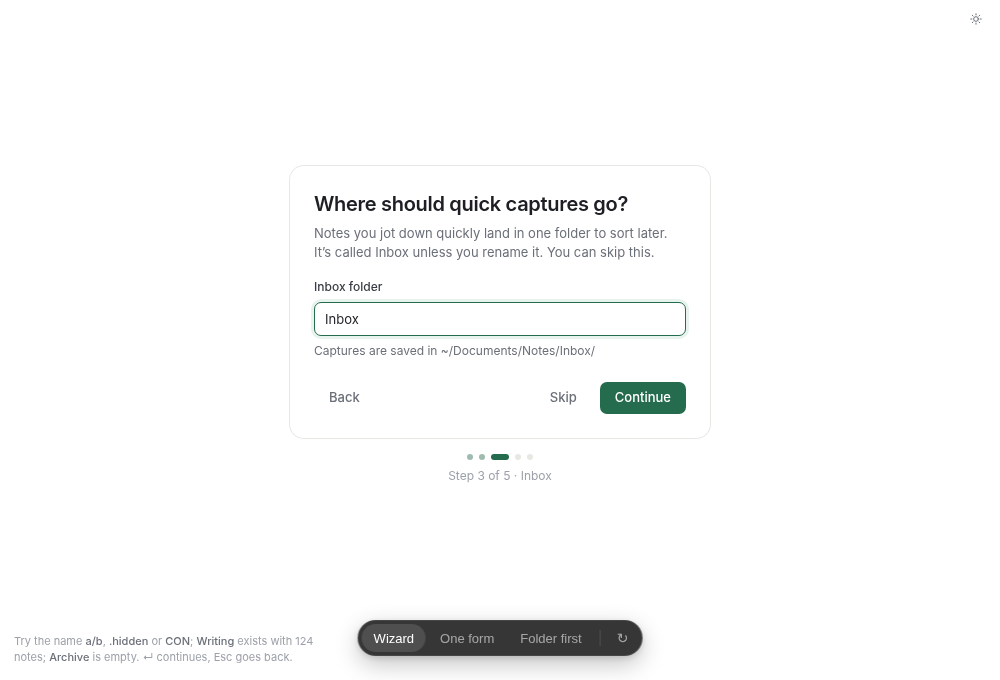 Where should quick captures go?
Notes you jot down quickly land in one folder to sort later.
It’s called Inbox unless you rename it. You can skip this.
Inbox folder
Inbox
Captures are saved in ~/Documents/Notes/Inbox/
Back Skip Continue
Step 3 of 5 · Inbox
Try the name a/b, .hidden or CON; Writing exists with 124
notes; Archive is empty. ↵ continues, Esc goes back.
Wizard One form Folder first ↻